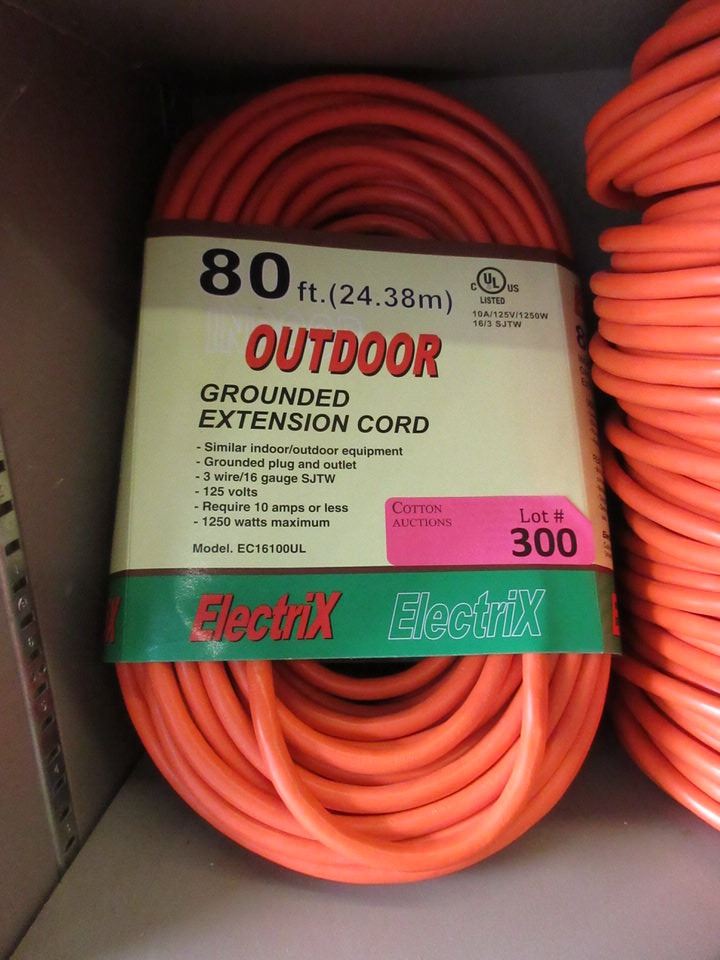 80 ft. (24.38m)
C UL US
LISTED
10A/125V/1250W
16/3 SJTW
INDOOR
OUTDOOR
GROUNDED
EXTENSION CORD
- Similar indoor/outdoor equipment
- Grounded plug and outlet
- 3 wire/16 gauge SJTW
- 125 volts
- Require 10 amps or less
- 1250 watts maximum
Model. EC16100UL
COTTON
AUCTIONS
Lot #
300
ElectriX ElectriX